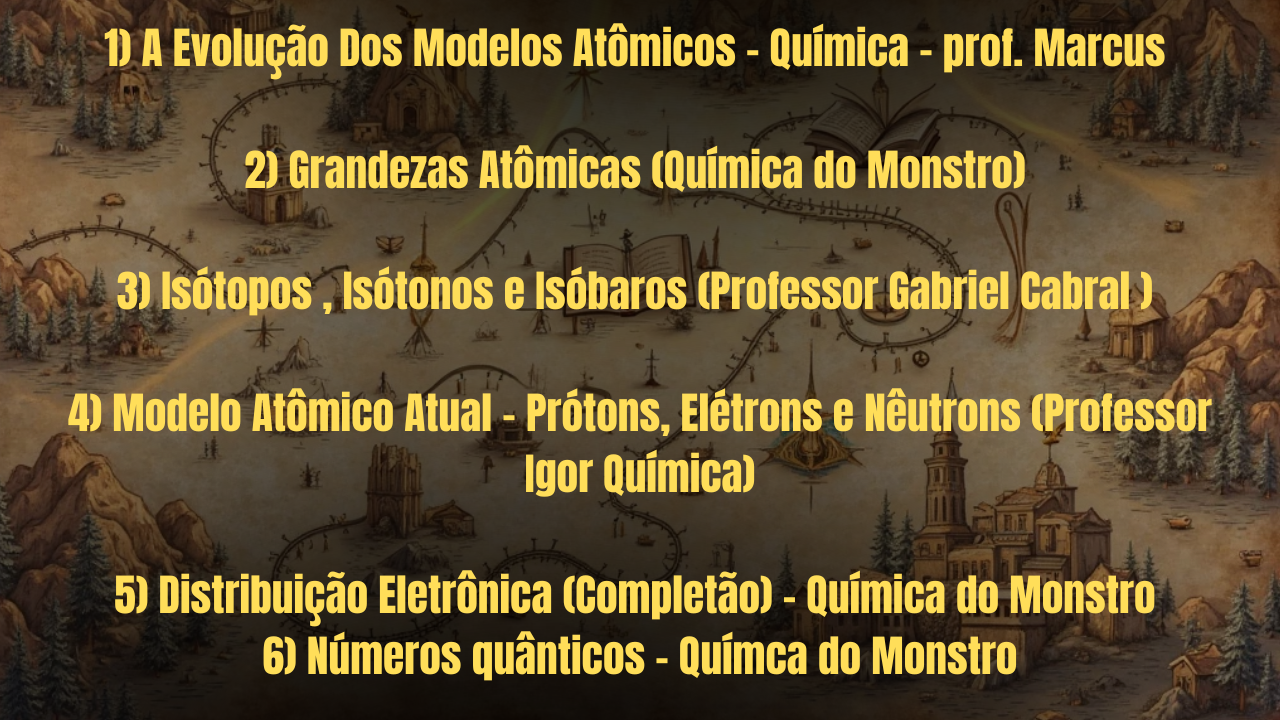 1) A Evolução Dos Modelos Atômicos - Química - prof. Marcus
2) Grandezas Atômicas (Química do Monstro)
3) Isótopos , Isótonos e Isóbaros (Professor Gabriel Cabral )
4) Modelo Atômico Atual - Prótons, Elétrons e Nêutrons (Professor
Igor Química)
5) Distribuição Eletrônica (Completão) - Química do Monstro
6) Números quânticos - Químca do Monstro